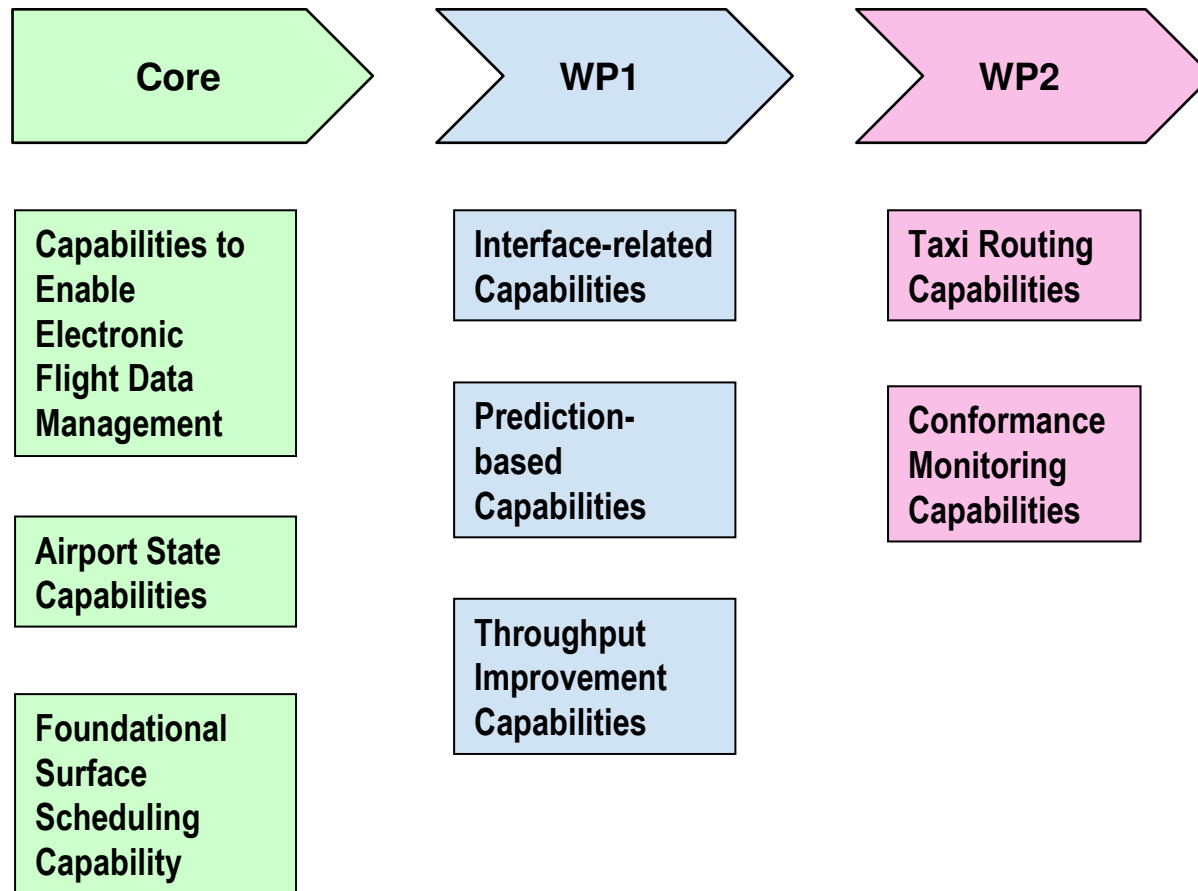 Core
WP1
WP2
Capabilities to
Enable
Electronic
Flight Data
Management
Airport State
Capabilities
Foundational
Surface
Scheduling
Capability
Interface-related
Capabilities
Prediction-
based
Capabilities
Throughput
Improvement
Capabilities
Taxi Routing
Capabilities
Conformance
Monitoring
Capabilities